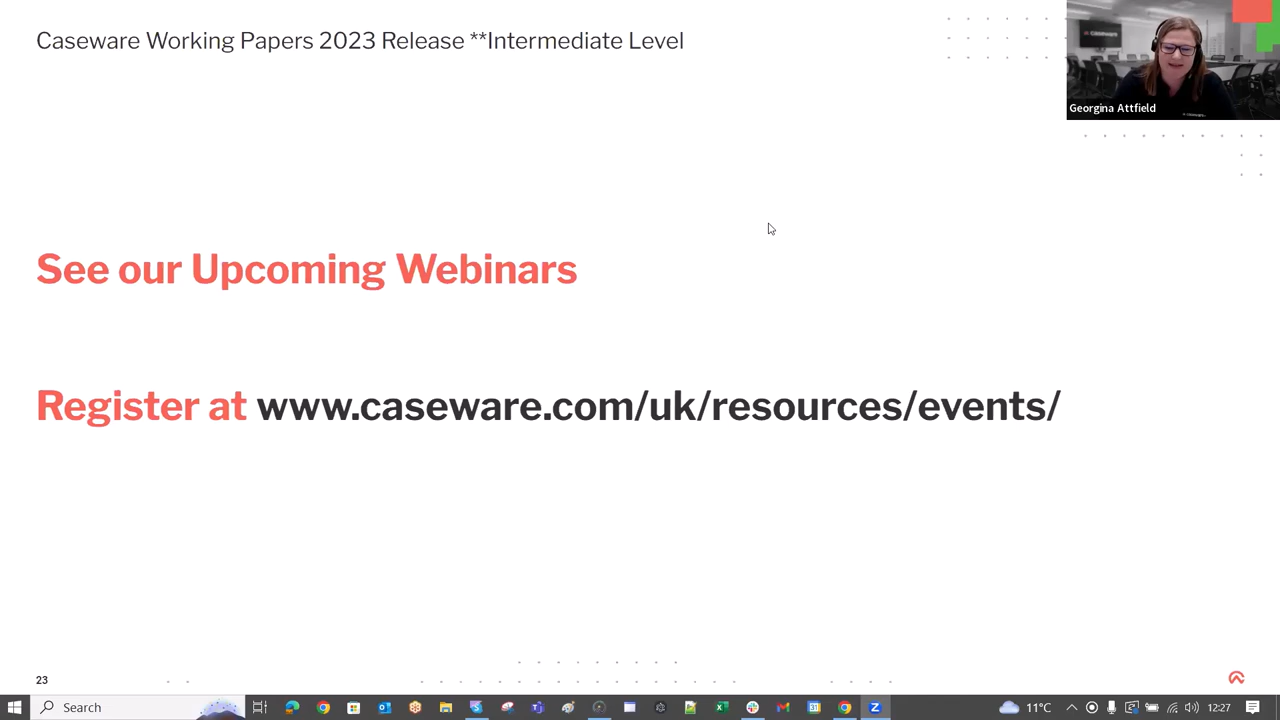 Caseware Working Papers 2023 Release **Intermediate Level
caseware
Georgina Attfield
See our Upcoming Webinars
Register at www.caseware.com/uk/resources/events/
23
Search
11°C
12:27